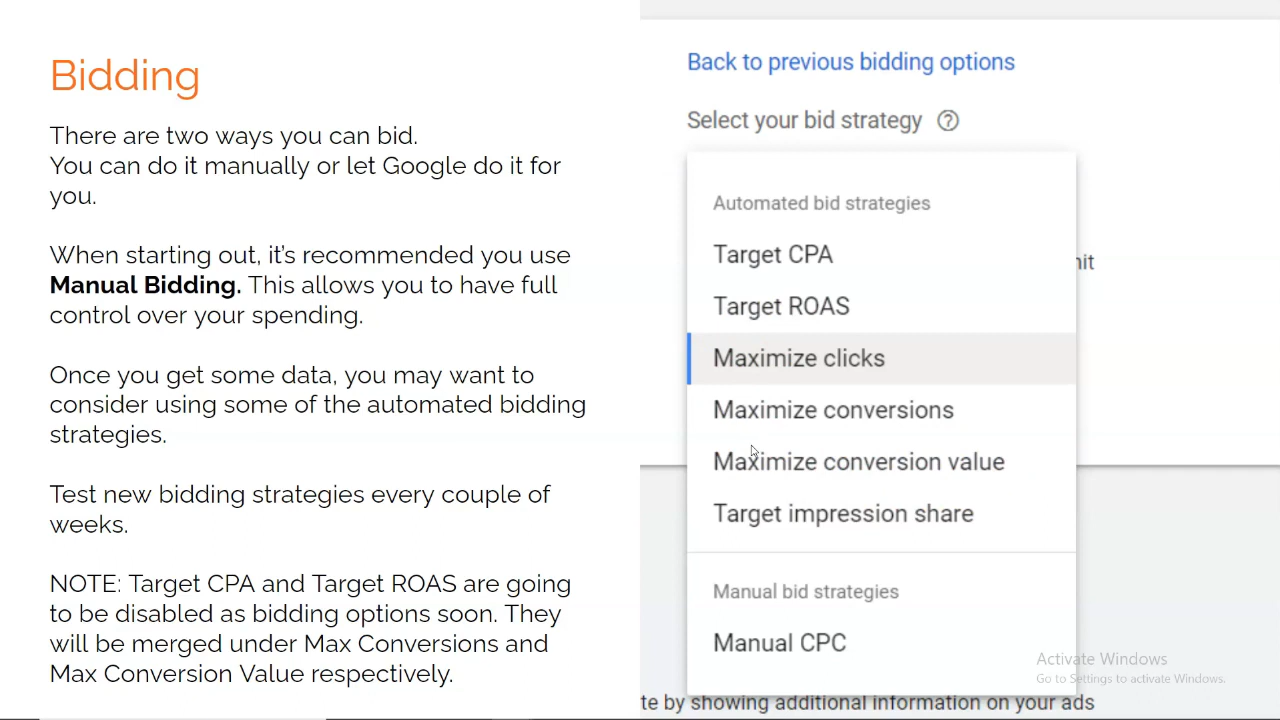 Bidding
There are two ways you can bid.
You can do it manually or let Google do it for
you.
When starting out, it's recommended you use
Manual Bidding. This allows you to have full
control over your spending.
Once you get some data, you may want to
consider using some of the automated bidding
strategies.
Test new bidding strategies every couple of
weeks.
NOTE: Target CPA and Target ROAS are going
to be disabled as bidding options soon. They
will be merged under Max Conversions and
Max Conversion Value respectively.
Back to previous bidding options
Select your bid strategy
Automated bid strategies
Target CPA
Target ROAS
Maximize clicks
Maximize conversions
Maximize conversion value
Target impression share
Manual bid strategies
Manual CPC
Activate Windows
Go to Settings to activate Windows.
te by showing additional information on your ads